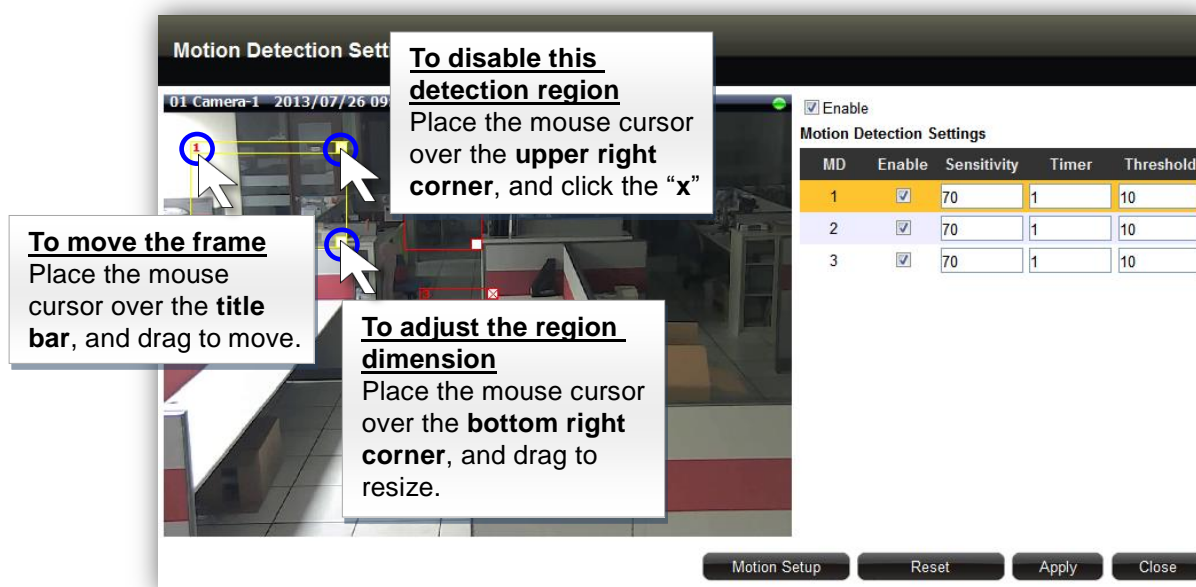 Motion Detection Sett
To disable this
detection region
Place the mouse cursor
over the upper right
corner, and click the “x”
01 Camera-1 2013/07/26 09:
1
To move the frame
Place the mouse
cursor over the title
bar, and drag to move.
3
To adjust the region
dimension
Place the mouse cursor
over the bottom right
corner, and drag to
resize.
Enable
Motion Detection Settings
MD Enable Sensitivity Timer Threshold
1 70 1 10
2 70 1 10
3 70 1 10
Motion Setup Reset Apply Close